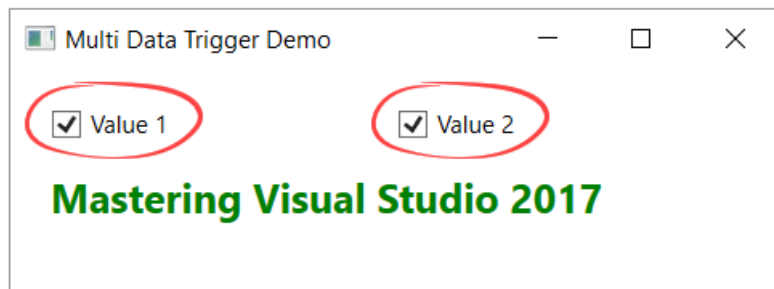 Multi Data Trigger Demo
Value 1 Value 2
Mastering Visual Studio 2017